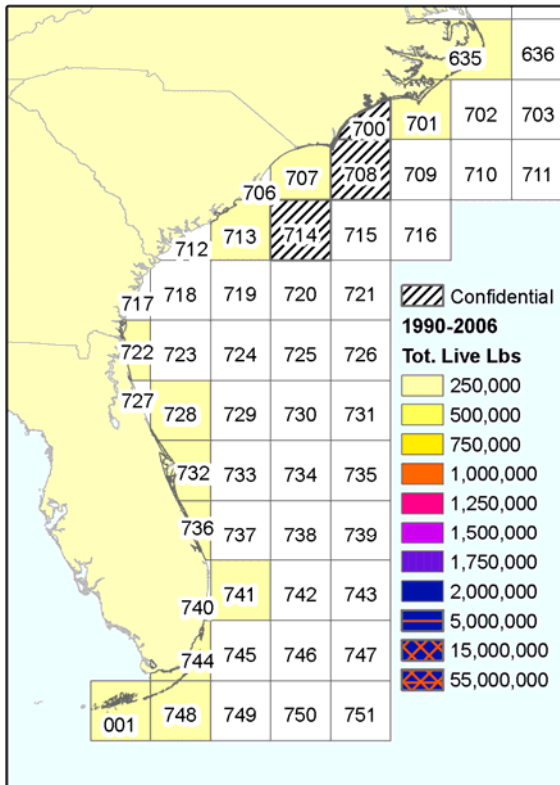 635 636
700 701 702 703
706 707 708 709 710 711
712 713 714 715 716
717 718 719 720 721
722 723 724 725 726
727 728 729 730 731
732 733 734 735
736 737 738 739
740 741 742 743
744 745 746 747
001 748 749 750 751
Confidential
1990-2006
Tot. Live Lbs
250,000
500,000
750,000
1,000,000
1,250,000
1,500,000
1,750,000
2,000,000
5,000,000
15,000,000
55,000,000